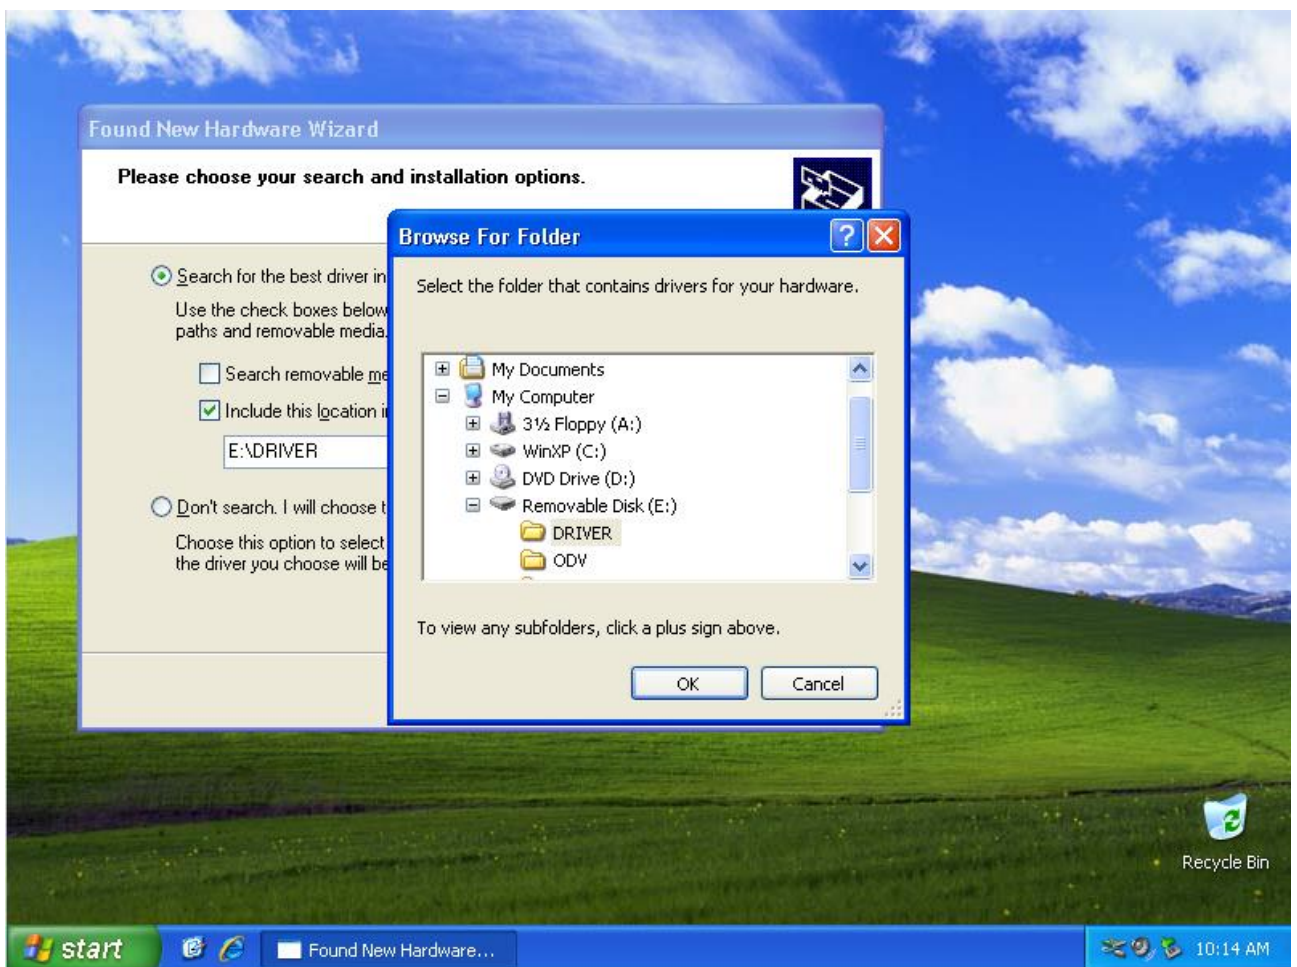 Found New Hardware Wizard
Please choose your search and installation options.
Browse For Folder
Search for the best driver in
Use the check boxes below
paths and removable media.
Search removable me
Include this location i
E:\DRIVER
Don't search. I will choose t
Choose this option to select
the driver you choose will be
Select the folder that contains drivers for your hardware.
My Documents
My Computer
3½ Floppy (A:)
WinXP (C:)
DVD Drive (D:)
Removable Disk (E:)
DRIVER
ODV
To view any subfolders, click a plus sign above.
OK
Cancel
Recycle Bin
start
Found New Hardware...
10:14 AM